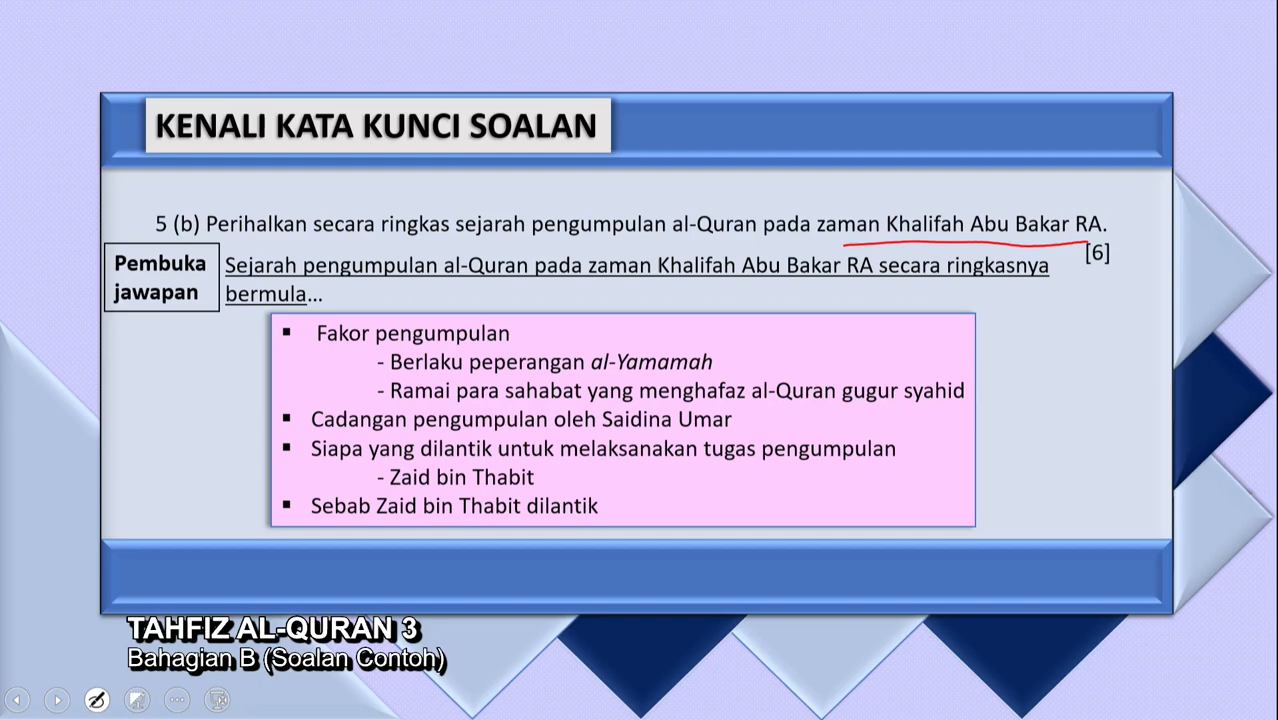 KENALI KATA KUNCI SOALAN
5 (b) Perihalkan secara ringkas sejarah pengumpulan al-Quran pada zaman Khalifah Abu Bakar RA.
[6]
Pembuka
jawapan
Sejarah pengumpulan al-Quran pada zaman Khalifah Abu Bakar RA secara ringkasnya
bermula...
▪ Fakor pengumpulan
- Berlaku peperangan al-Yamamah
- Ramai para sahabat yang menghafaz al-Quran gugur syahid
▪ Cadangan pengumpulan oleh Saidina Umar
▪ Siapa yang dilantik untuk melaksanakan tugas pengumpulan
- Zaid bin Thabit
▪ Sebab Zaid bin Thabit dilantik
TAHFIZ AL-QURAN 3
Bahagian B (Soalan Contoh)